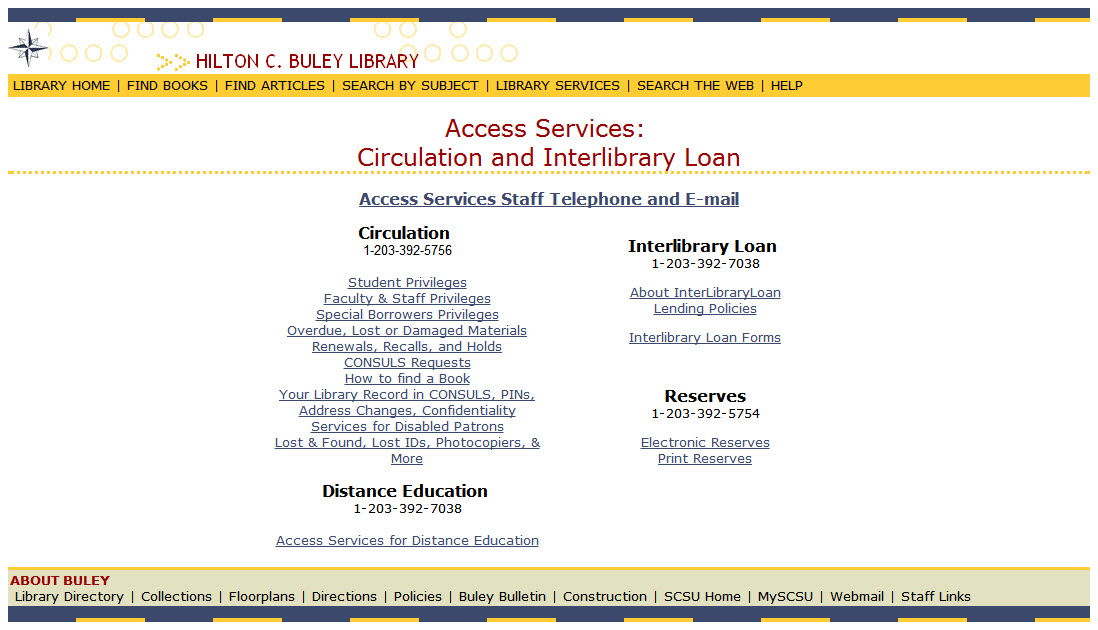 HILTON C. BULEY LIBRARY
LIBRARY HOME | FIND BOOKS | FIND ARTICLES | SEARCH BY SUBJECT | LIBRARY SERVICES | SEARCH THE WEB | HELP
Access Services:
Circulation and Interlibrary Loan
Access Services Staff Telephone and E-mail
Circulation
1-203-392-5756
Student Privileges
Faculty & Staff Privileges
Special Borrowers Privileges
Overdue, Lost or Damaged Materials
Renewals, Recalls, and Holds
CONSULS Requests
How to find a Book
Your Library Record in CONSULS, PINs,
Address Changes, Confidentiality
Services for Disabled Patrons
Lost & Found, Lost IDs, Photocopiers, &
More
Distance Education
1-203-392-7038
Access Services for Distance Education
Interlibrary Loan
1-203-392-7038
About InterLibraryLoan
Lending Policies
Interlibrary Loan Forms
Reserves
1-203-392-5754
Electronic Reserves
Print Reserves
ABOUT BULEY
Library Directory | Collections | Floorplans | Directions | Policies | Buley Bulletin | Construction | SCSU Home | MySCSU | Webmail | Staff Links